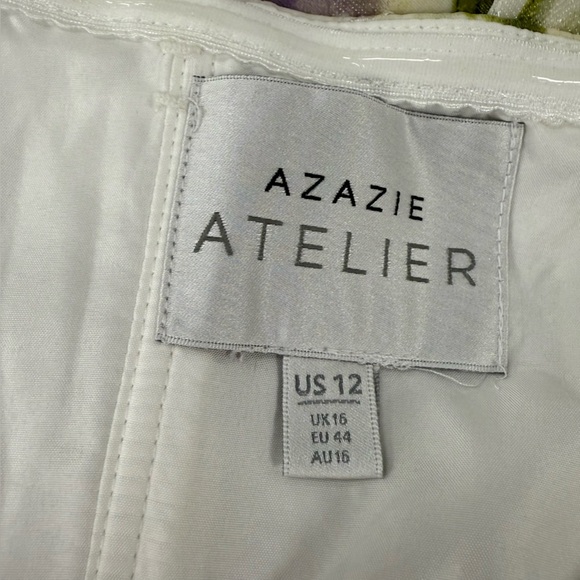 AZAZIE
ATELIER
US 12
UK16
EU 44
AU16